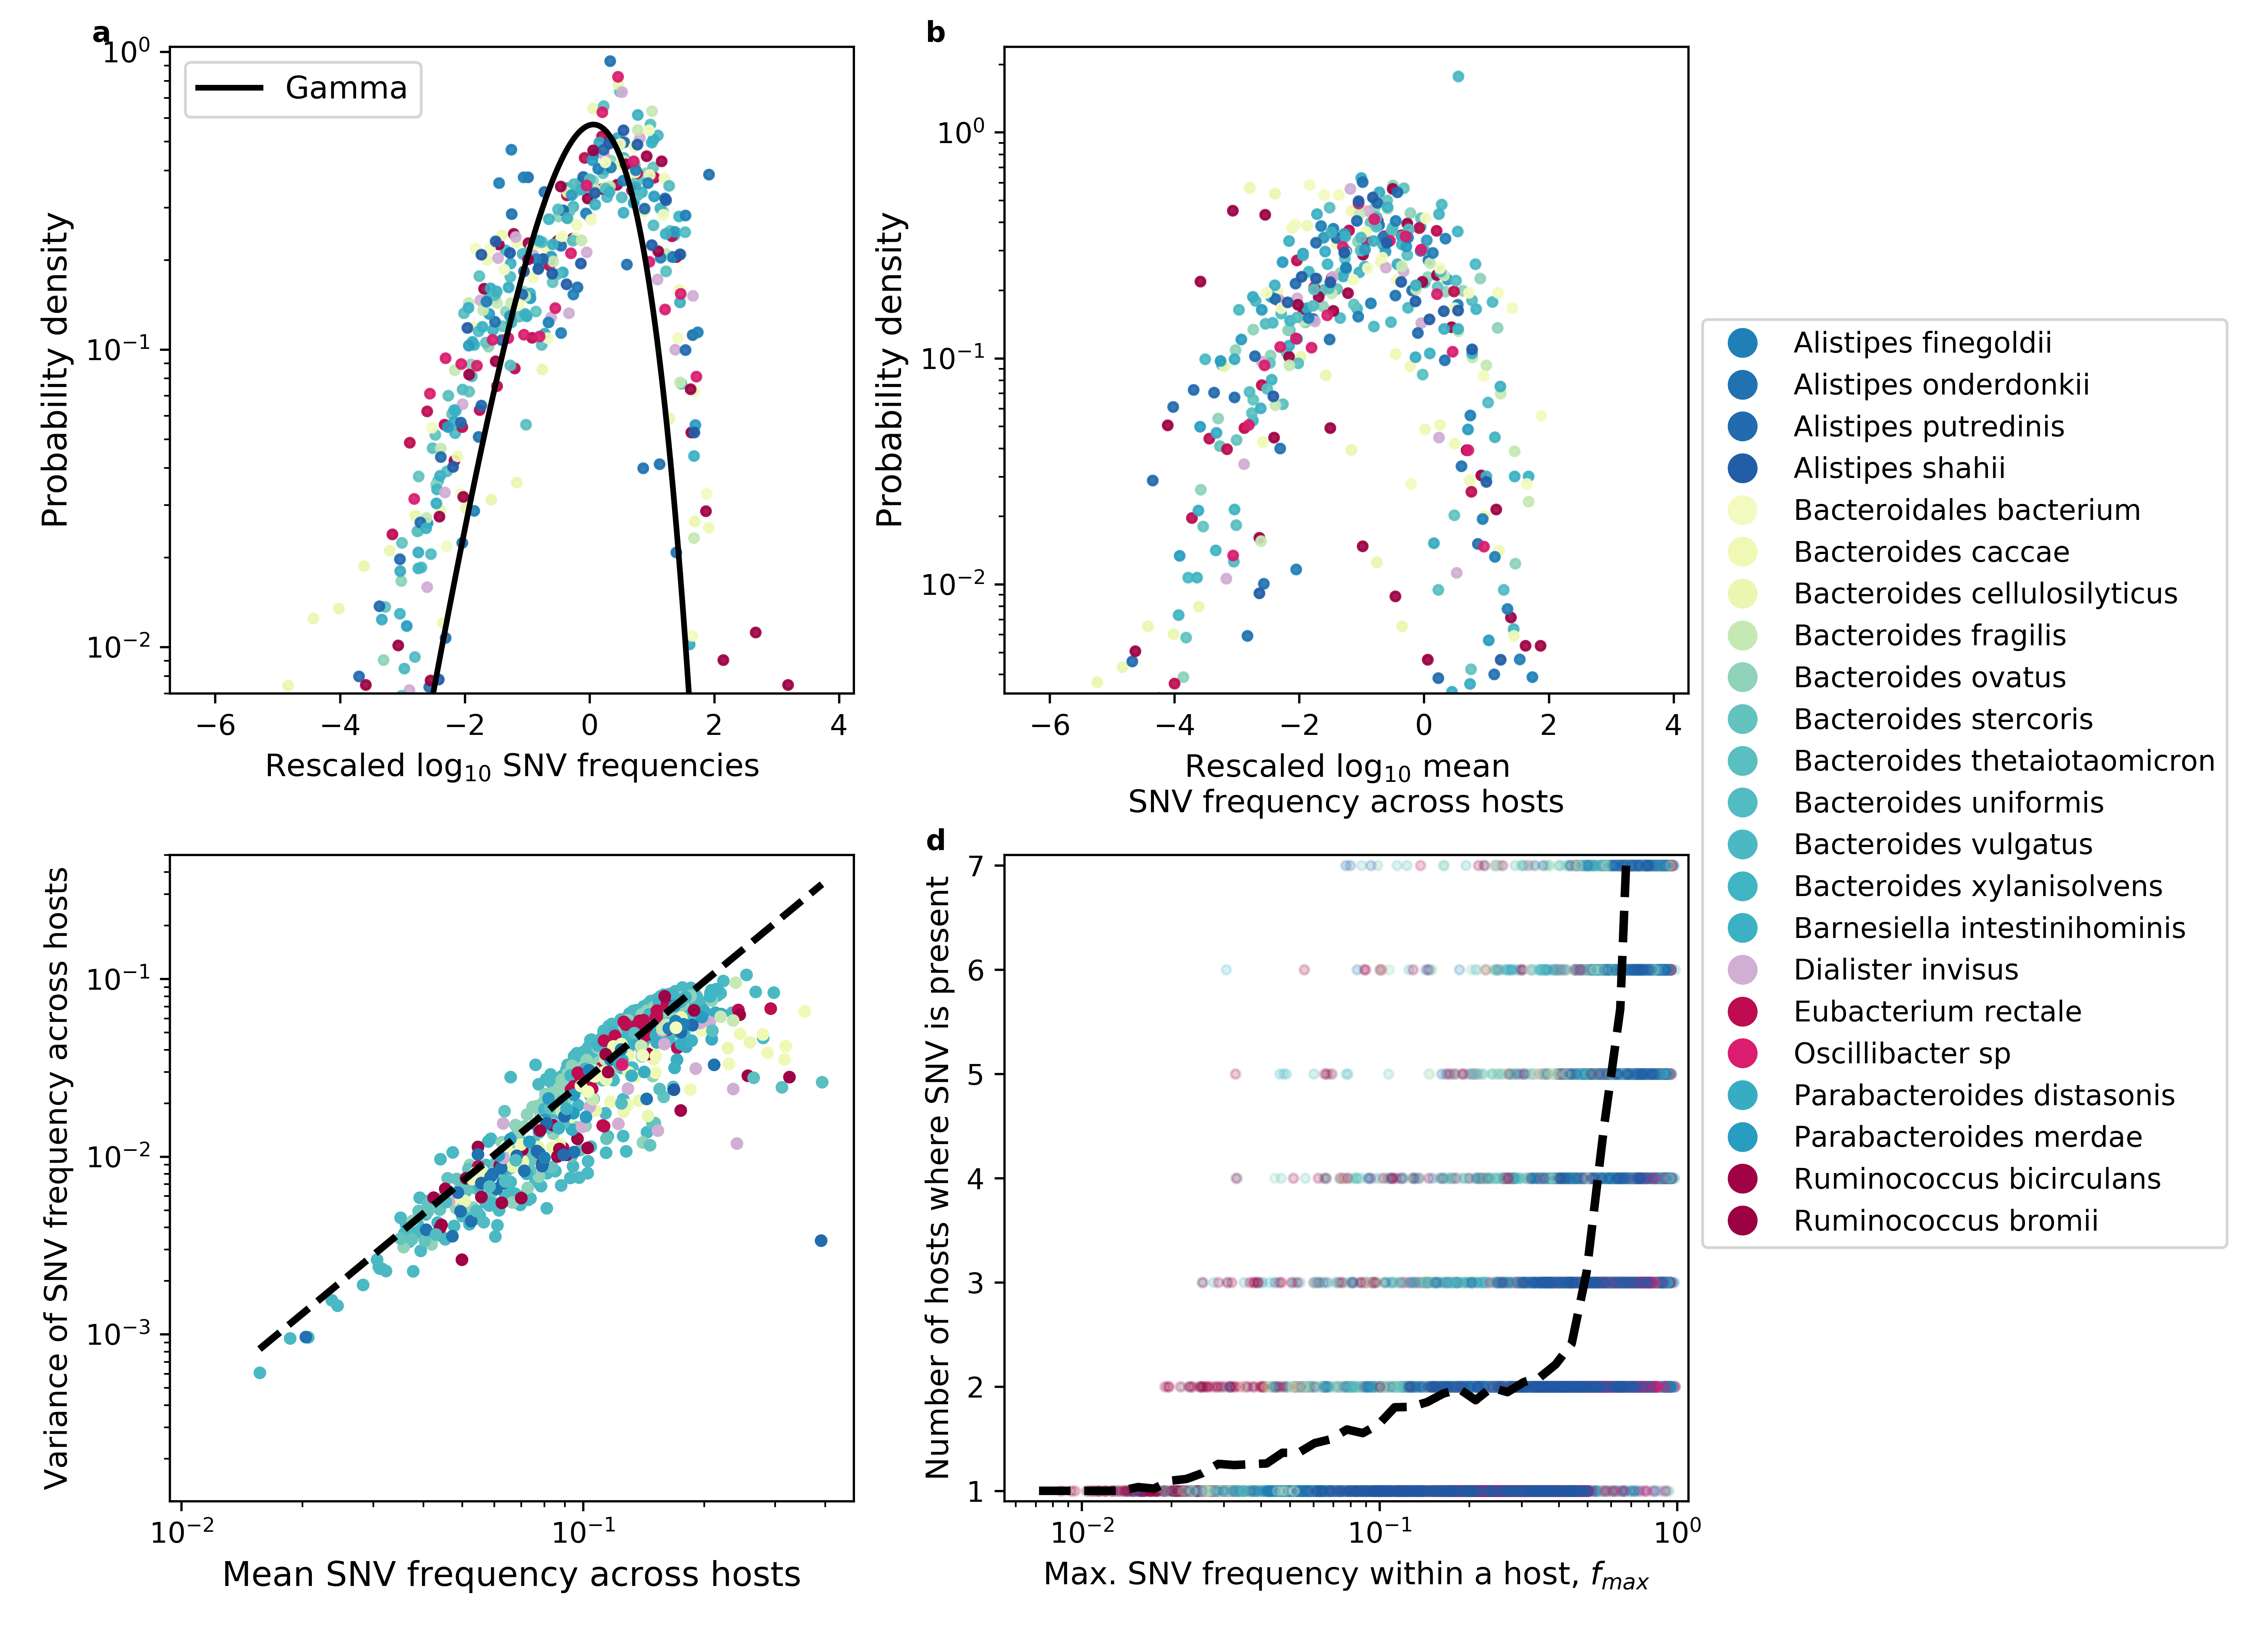 a
10⁰
10⁻¹
10⁻²
Gamma
Probability density
−6 −4 −2 0 2 4
Rescaled log₁₀ SNV frequencies
b
10⁰
10⁻¹
10⁻²
Probability density
−6 −4 −2 0 2 4
Rescaled log₁₀ mean
SNV frequency across hosts
10⁻¹
10⁻²
10⁻³
Variance of SNV frequency across hosts
10⁻² 10⁻¹
Mean SNV frequency across hosts
d
7
6
5
4
3
2
1
Number of hosts where SNV is present
10⁻² 10⁻¹ 10⁰
Max. SNV frequency within a host, fmax
Alistipes finegoldii
Alistipes onderdonkii
Alistipes putredinis
Alistipes shahii
Bacteroidales bacterium
Bacteroides caccae
Bacteroides cellulosilyticus
Bacteroides fragilis
Bacteroides ovatus
Bacteroides stercoris
Bacteroides thetaiotaomicron
Bacteroides uniformis
Bacteroides vulgatus
Bacteroides xylanisolvens
Barnesiella intestinihominis
Dialister invisus
Eubacterium rectale
Oscillibacter sp
Parabacteroides distasonis
Parabacteroides merdae
Ruminococcus bicirculans
Ruminococcus bromii